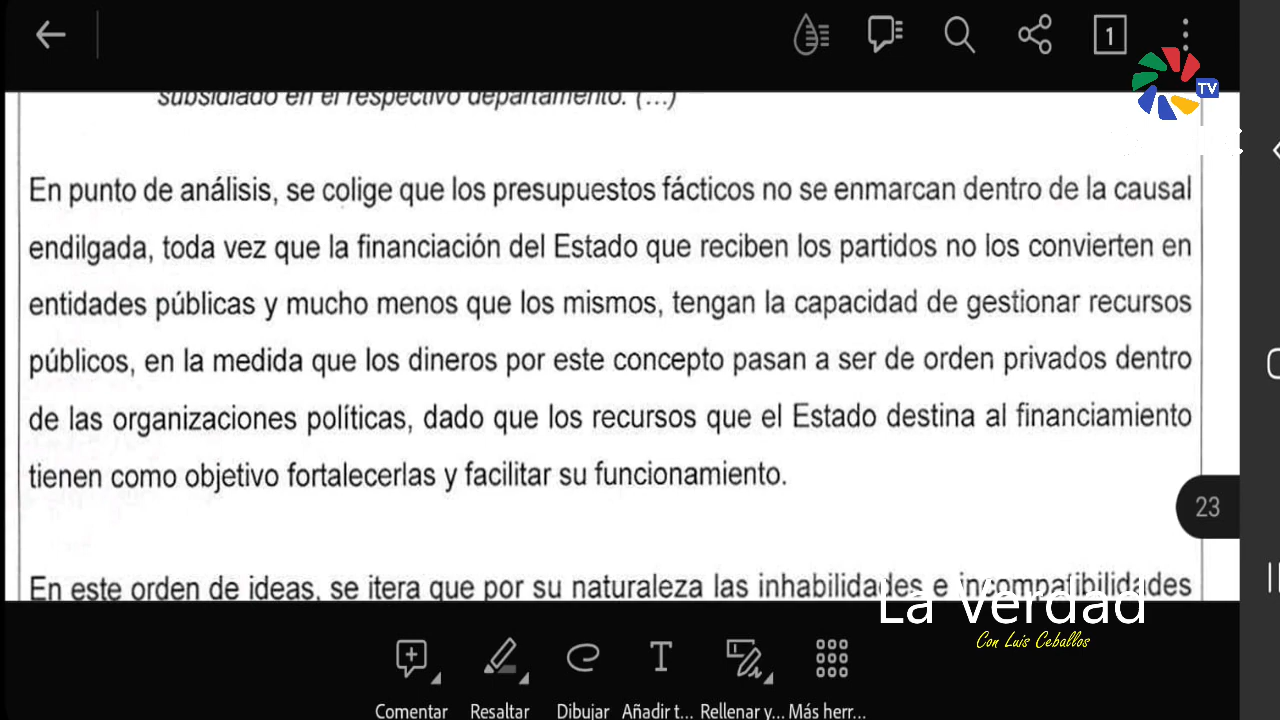 TV
subsidiado en el respectivo departamento. (...)
En punto de análisis, se colige que los presupuestos fácticos no se enmarcan dentro de la causal
endilgada, toda vez que la financiación del Estado que reciben los partidos no los convierten en
entidades públicas y mucho menos que los mismos, tengan la capacidad de gestionar recursos
públicos, en la medida que los dineros por este concepto pasan a ser de orden privados dentro
de las organizaciones políticas, dado que los recursos que el Estado destina al financiamiento
tienen como objetivo fortalecerlas y facilitar su funcionamiento.
23
En este orden de ideas, se itera que por su naturaleza las inhabilidades e incompatibilidades
La Verdad
Con Luis Ceballos
1
Comentar Resaltar Dibujar Añadir t... Rellenar y... Más herr...